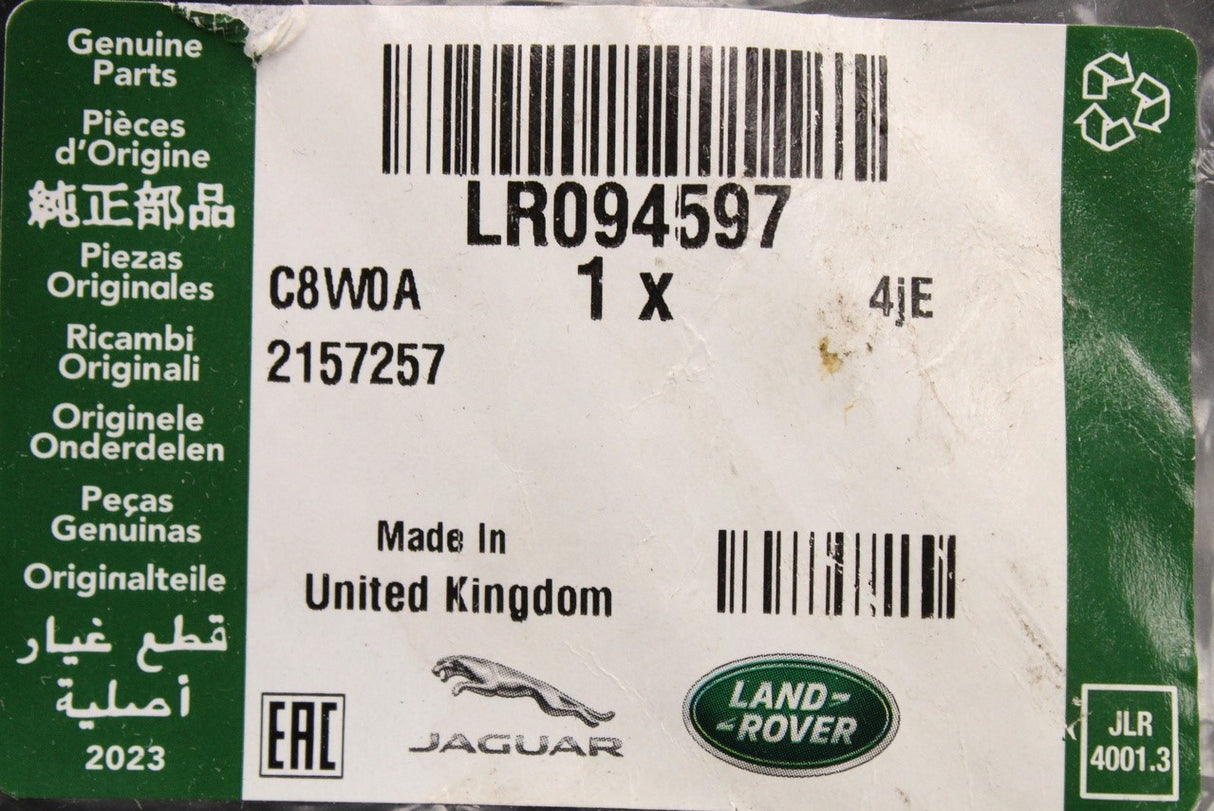 Genuine
Parts
Pièces
d'Origine
純正部品
Piezas
Originales
Ricambi
Originali
Originele
Onderdelen
Peças
Genuinas
Originalteile
قطع غيار
أصلية
2023
LR094597
C8W0A 1 x 4jE
2157257
Made In
United Kingdom
EAC
JAGUAR
LAND-
-ROVER
JLR
4001.3